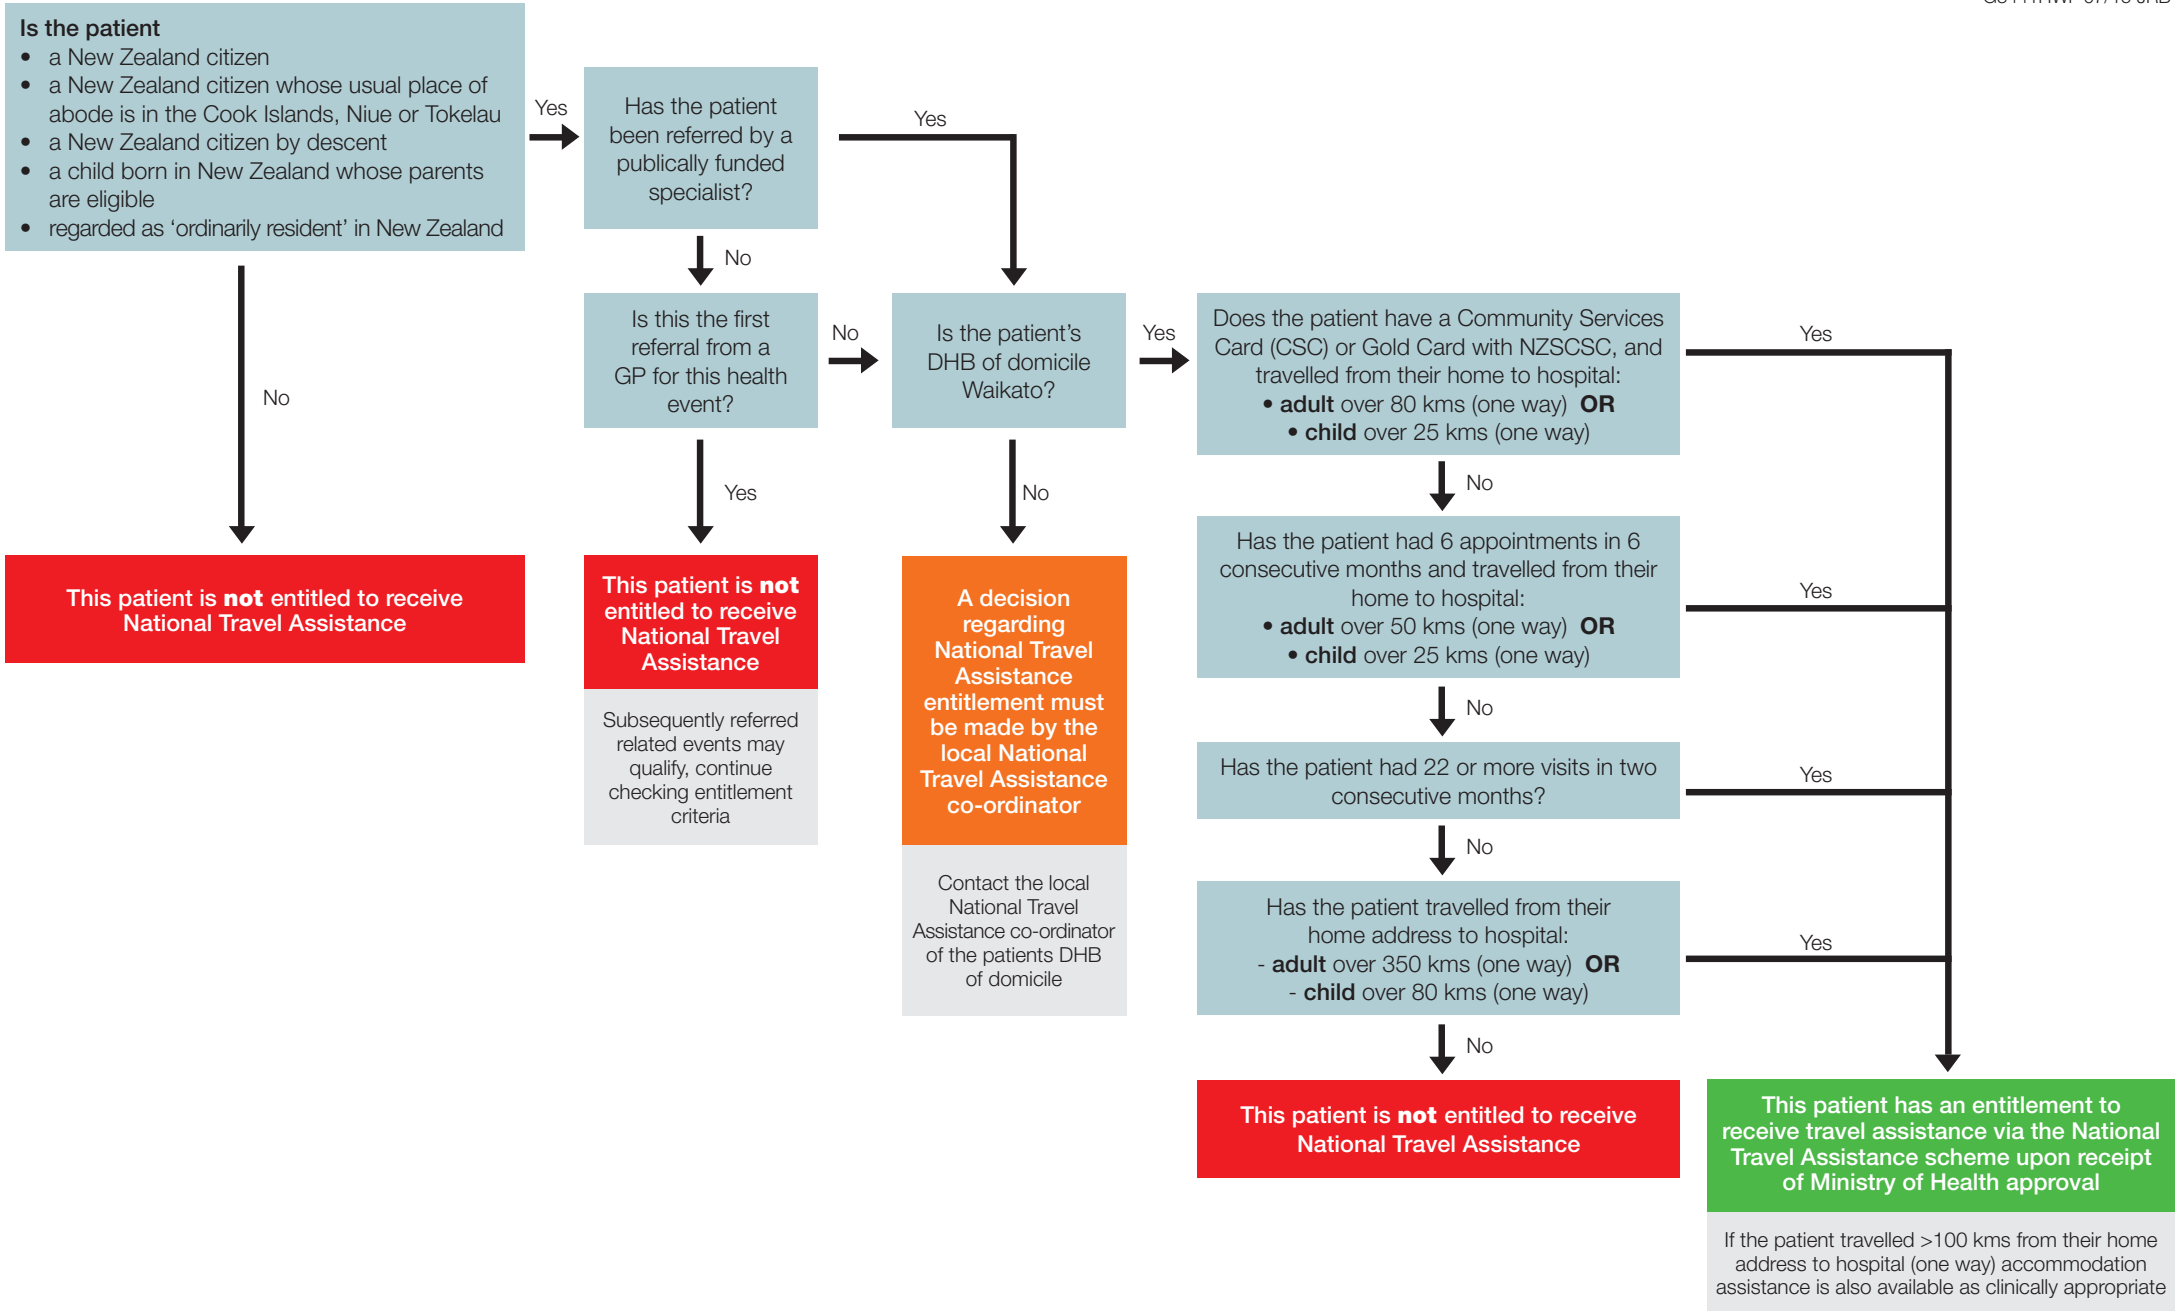 Is the patient
• a New Zealand citizen
• a New Zealand citizen whose usual place of
abode is in the Cook Islands, Niue or Tokelau
• a New Zealand citizen by descent
• a child born in New Zealand whose parents
are eligible
• regarded as ‘ordinarily resident’ in New Zealand
Yes
Has the patient
been referred by a
publically funded
specialist?
Yes
No
No
Is this the first
referral from a
GP for this health
event?
No
Is the patient’s
DHB of domicile
Waikato?
Yes
Does the patient have a Community Services
Card (CSC) or Gold Card with NZSCSC, and
travelled from their home to hospital:
• adult over 80 kms (one way) OR
• child over 25 kms (one way)
Yes
Yes
No
No
Has the patient had 6 appointments in 6
consecutive months and travelled from their
home to hospital:
• adult over 50 kms (one way) OR
• child over 25 kms (one way)
Yes
No
Has the patient had 22 or more visits in two
consecutive months?
Yes
No
Has the patient travelled from their
home address to hospital:
- adult over 350 kms (one way) OR
- child over 80 kms (one way)
Yes
No
This patient is not entitled to receive
National Travel Assistance
This patient is not
entitled to receive
National Travel
Assistance
Subsequently referred
related events may
qualify, continue
checking entitlement
criteria
A decision
regarding
National Travel
Assistance
entitlement must
be made by the
local National
Travel Assistance
co-ordinator
Contact the local
National Travel
Assistance co-ordinator
of the patients DHB
of domicile
This patient is not entitled to receive
National Travel Assistance
This patient has an entitlement to
receive travel assistance via the National
Travel Assistance scheme upon receipt
of Ministry of Health approval
If the patient travelled >100 kms from their home
address to hospital (one way) accommodation
assistance is also available as clinically appropriate